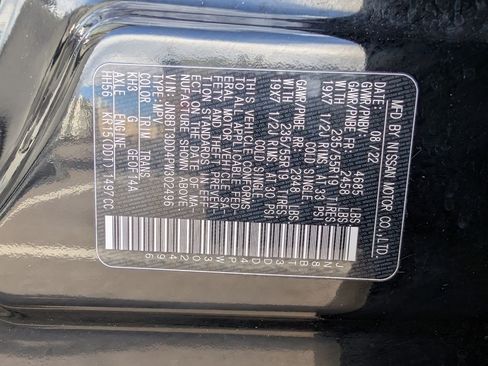 MFD. BY NISSAN MOTOR CO., LTD.
DATE: 08/22
GVWR/PNBV: 4685 LBS
GAWR/PNBE FR: 2458 LBS
WITH 235/55R19 TIRES,
19X7 1/2J RIMS, AT 33 PSI
COLD SINGLE
GAWR/PNBE RR: 2348 LBS
WITH 235/55R19 TIRES,
19X7 1/2J RIMS, AT 30 PSI
COLD SINGLE
THIS VEHICLE CONFORMS
TO ALL APPLICABLE FED-
ERAL MOTOR VEHICLE SA-
FETY AND THEFT PREVEN-
TION STANDARDS IN EFFECT
ON THE DATE OF MA-
NUFACTURE SHOWN ABOVE
VIN: JN8BT3DD4PW302496
TYPE: MPV
COLOR TRIM TRANS
KH3 G GE0F14A
AXLE ENGINE
HH56 KR15(DDT) 1497CC
JN8BT3DD4PW302496